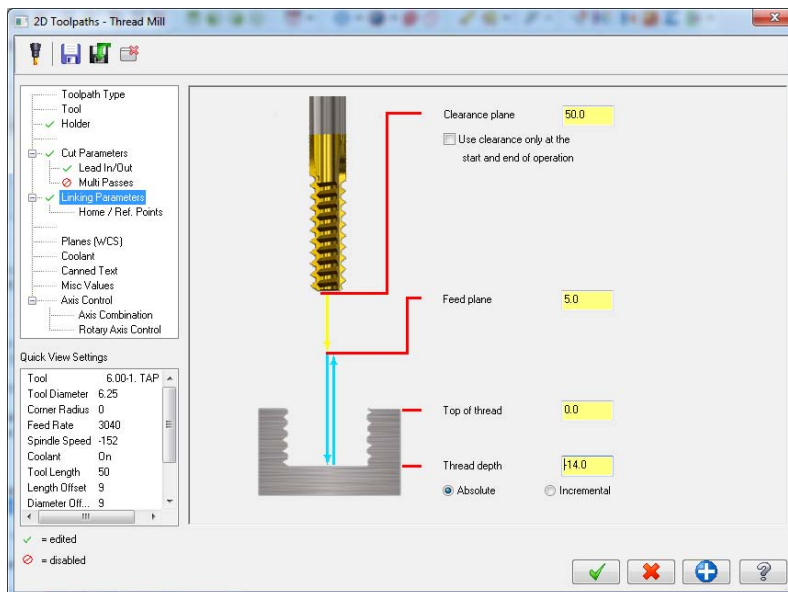 2D Toolpaths - Thread Mill
Toolpath Type
Tool
Holder
Cut Parameters
Lead In/Out
Multi Passes
Linking Parameters
Home / Ref. Points
Planes (WCS)
Coolant
Canned Text
Misc Values
Axis Control
Axis Combination
Rotary Axis Control
Quick View Settings
Tool 6.00-1. TAP
Tool Diameter 6.25
Corner Radius 0
Feed Rate 3040
Spindle Speed -152
Coolant On
Tool Length 50
Length Offset 9
Diameter Off... 9
= edited
= disabled
Clearance plane 50.0
Use clearance only at the
start and end of operation
Feed plane 5.0
Top of thread 0.0
Thread depth -14.0
Absolute Incremental